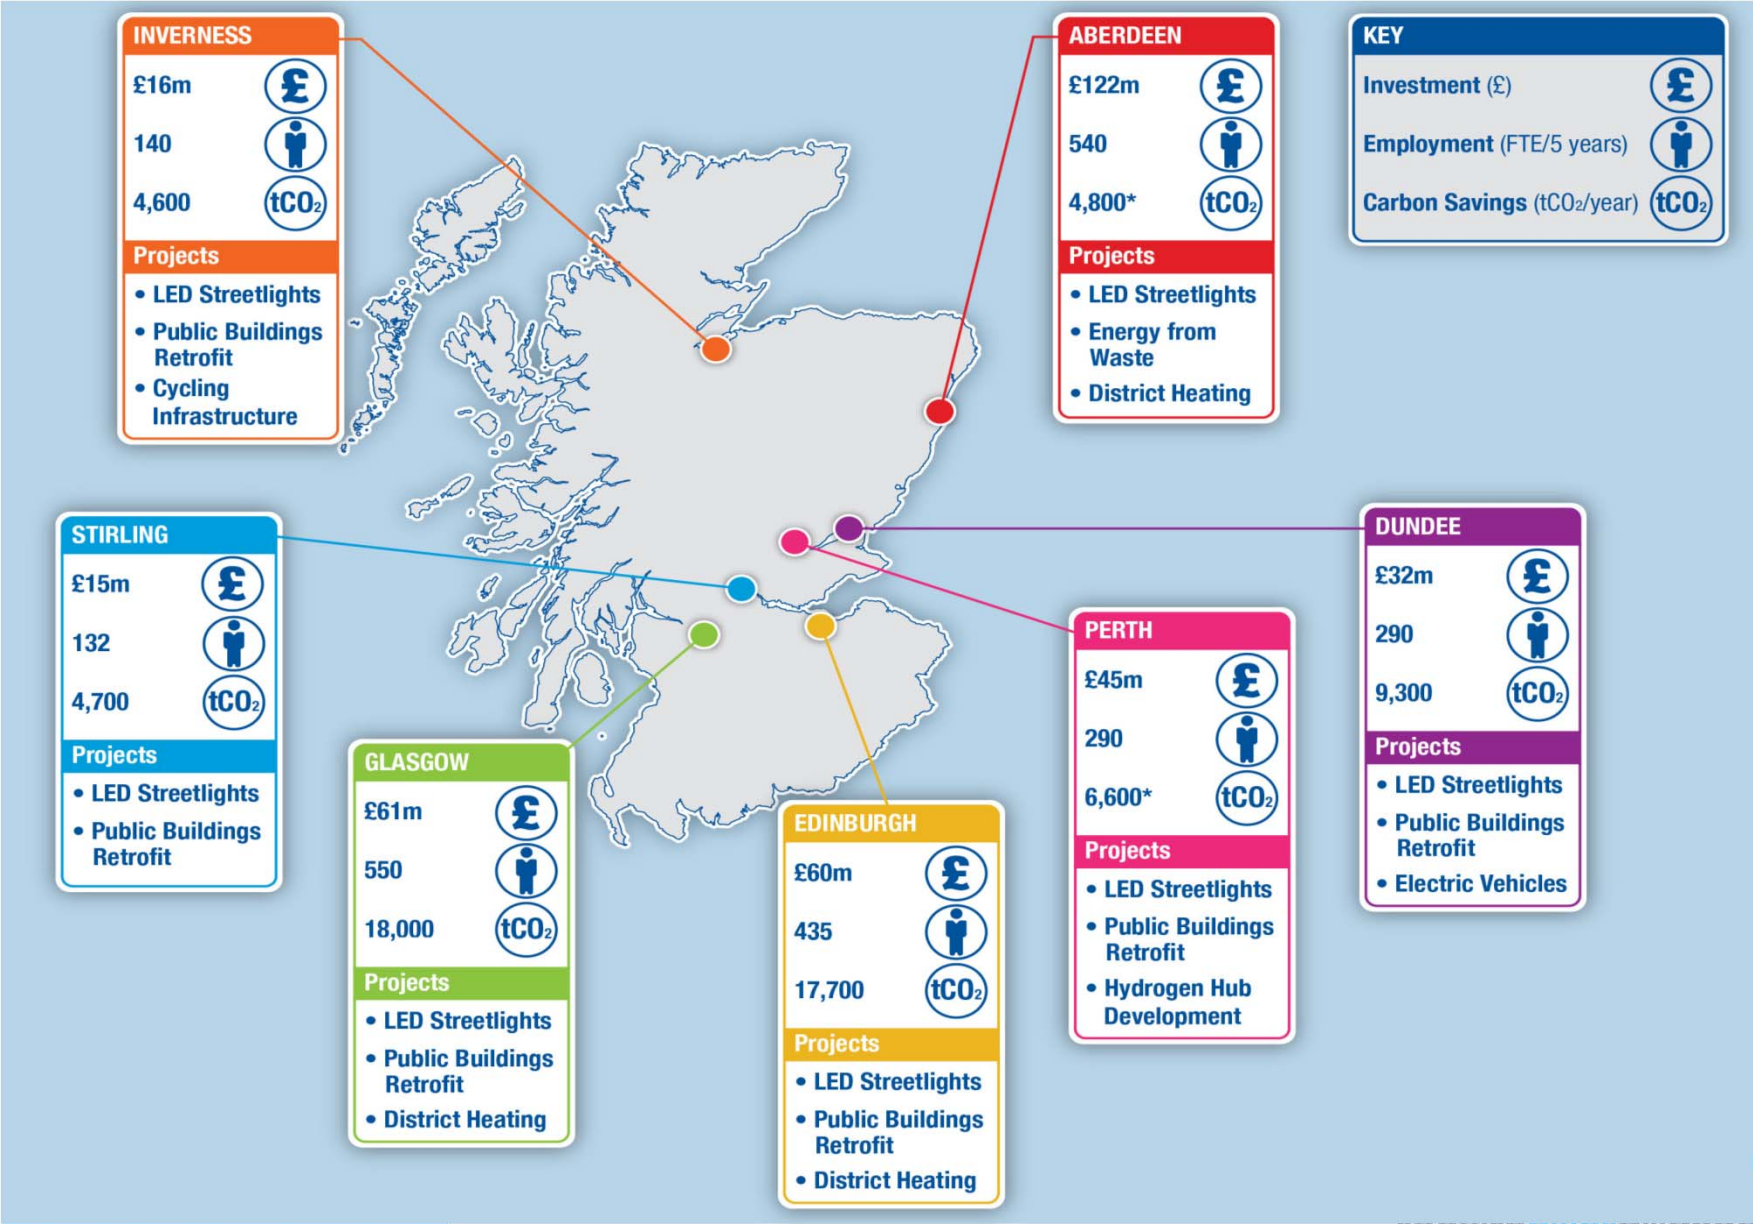 INVERNESS
£16m
£
140
4,600
tCO₂
Projects
• LED Streetlights
• Public Buildings
Retrofit
• Cycling
Infrastructure
ABERDEEN
£122m
£
540
4,800*
tCO₂
Projects
• LED Streetlights
• Energy from
Waste
• District Heating
KEY
Investment (£)
£
Employment (FTE/5 years)
Carbon Savings (tCO₂/year)
tCO₂
STIRLING
£15m
£
132
4,700
tCO₂
Projects
• LED Streetlights
• Public Buildings
Retrofit
GLASGOW
£61m
£
550
18,000
tCO₂
Projects
• LED Streetlights
• Public Buildings
Retrofit
• District Heating
EDINBURGH
£60m
£
435
17,700
tCO₂
Projects
• LED Streetlights
• Public Buildings
Retrofit
• District Heating
PERTH
£45m
£
290
6,600*
tCO₂
Projects
• LED Streetlights
• Public Buildings
Retrofit
• Hydrogen Hub
Development
DUNDEE
£32m
£
290
9,300
tCO₂
Projects
• LED Streetlights
• Public Buildings
Retrofit
• Electric Vehicles